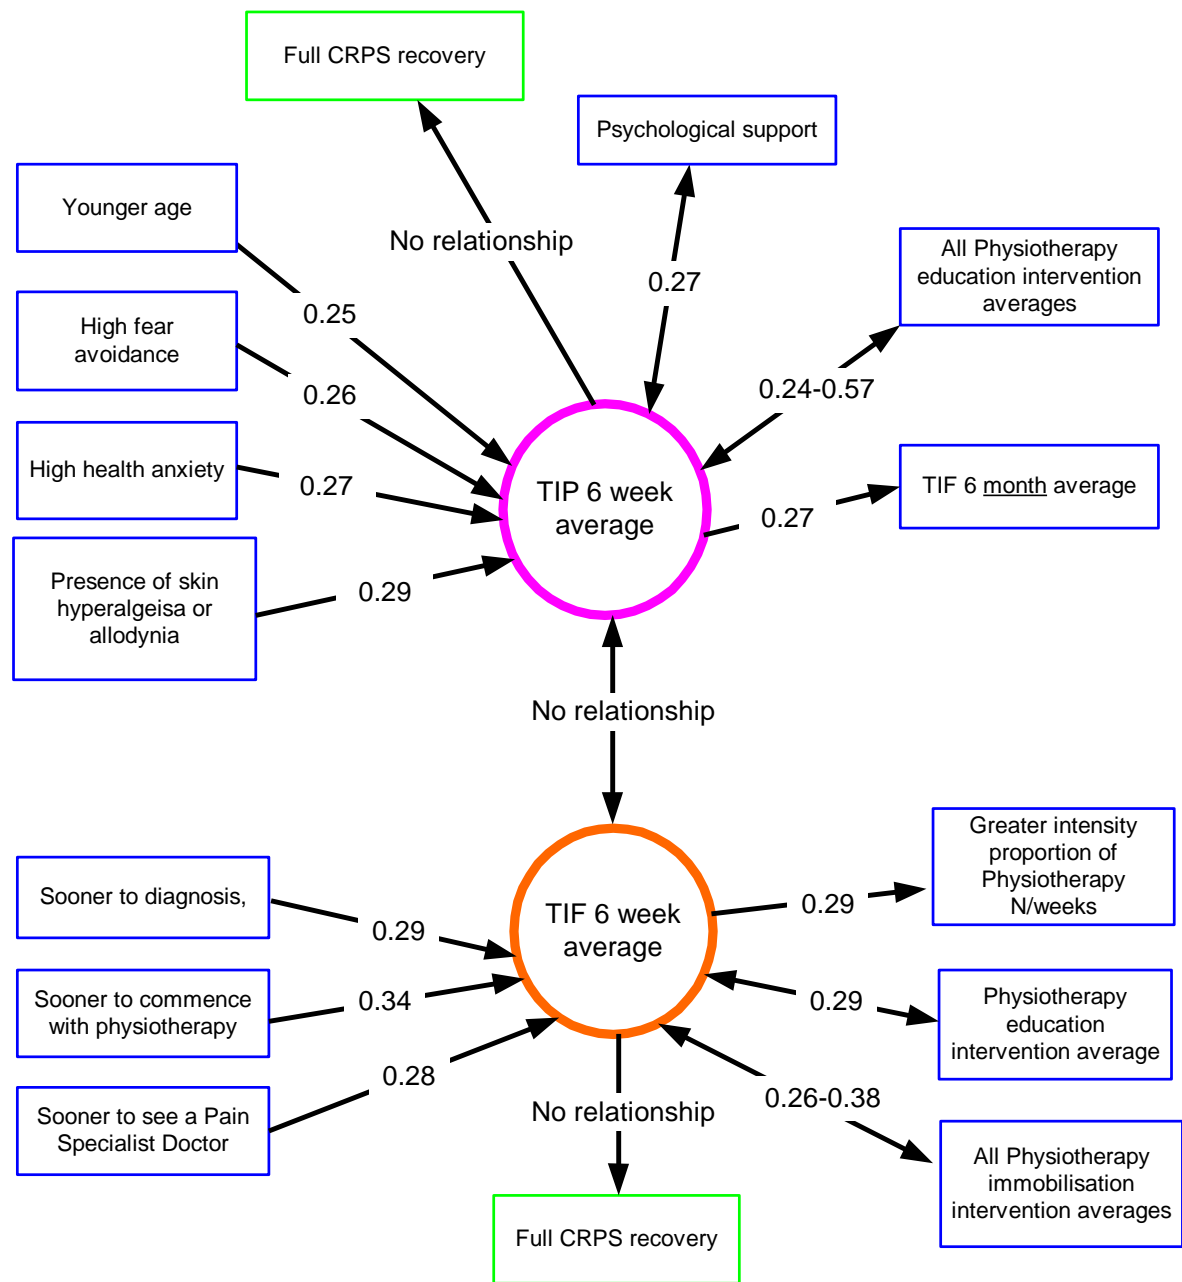 Full CRPS recovery
Psychological support
Younger age
No relationship
All Physiotherapy
education intervention
averages
0.27
0.25
High fear
avoidance
0.26
0.24-0.57
High health anxiety
0.27
TIP 6 week
average
TIF 6 month average
0.27
Presence of skin
hyperalgeisa or
allodynia
0.29
No relationship
Greater intensity
proportion of
Physiotherapy
N/weeks
Sooner to diagnosis,
0.29
TIF 6 week
average
0.29
Sooner to commence
with physiotherapy
0.34
0.29
Physiotherapy
education
intervention average
0.28
Sooner to see a Pain
Specialist Doctor
No relationship
0.26-0.38
All Physiotherapy
immobilisation
intervention averages
Full CRPS recovery